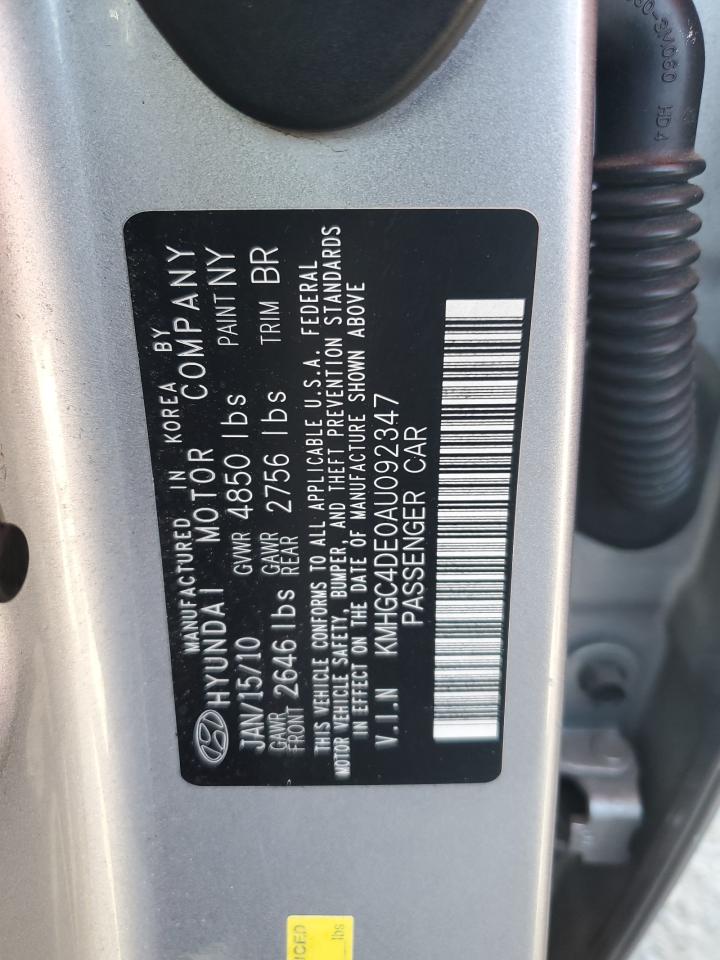 MANUFACTURED IN KOREA BY
HYUNDAI MOTOR COMPANY
JAN/15/10 GVWR 4850 lbs PAINT NY
GAWR FRONT 2646 lbs GAWR REAR 2756 lbs TRIM BR
THIS VEHICLE CONFORMS TO ALL APPLICABLE U.S.A. FEDERAL
MOTOR VEHICLE SAFETY, BUMPER, AND THEFT PREVENTION STANDARDS
IN EFFECT ON THE DATE OF MANUFACTURE SHOWN ABOVE
V.I.N KMHGC4DE0AU092347
PASSENGER CAR
HD4
lbs